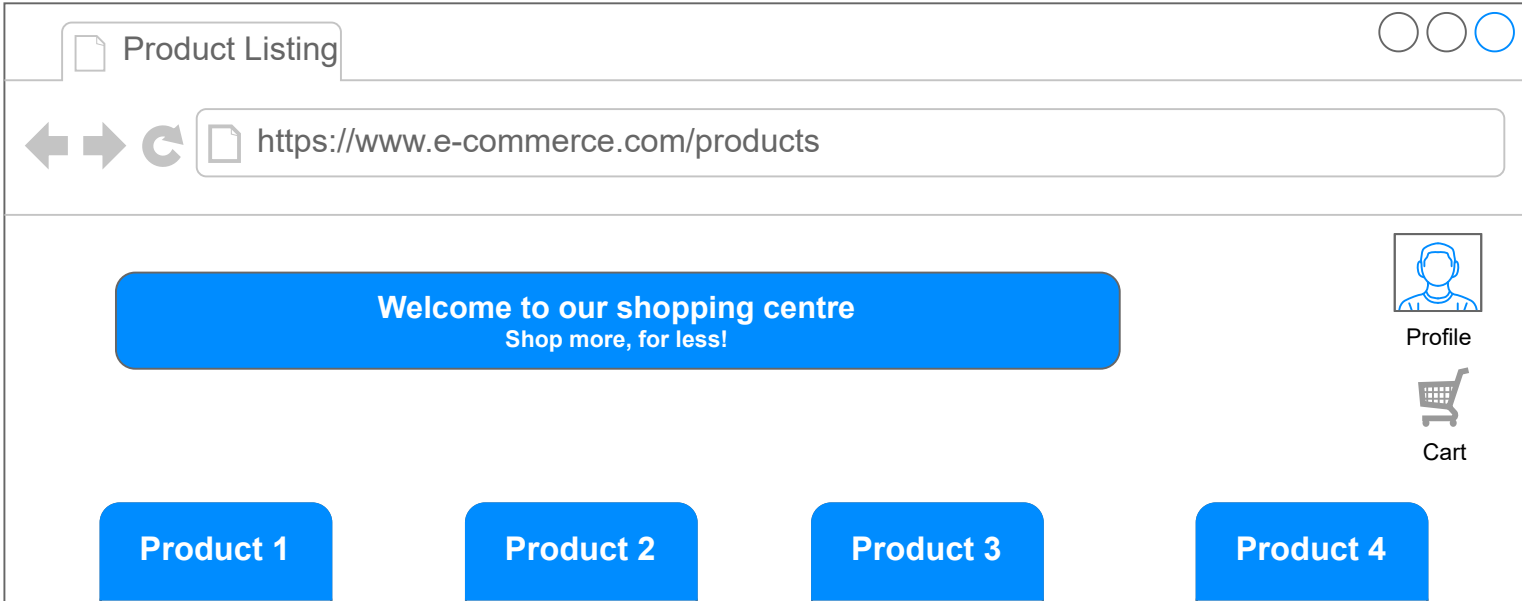 Product Listing
https://www.e-commerce.com/products
Welcome to our shopping centre
Shop more, for less!
Profile
Cart
Product 1
Product 2
Product 3
Product 4